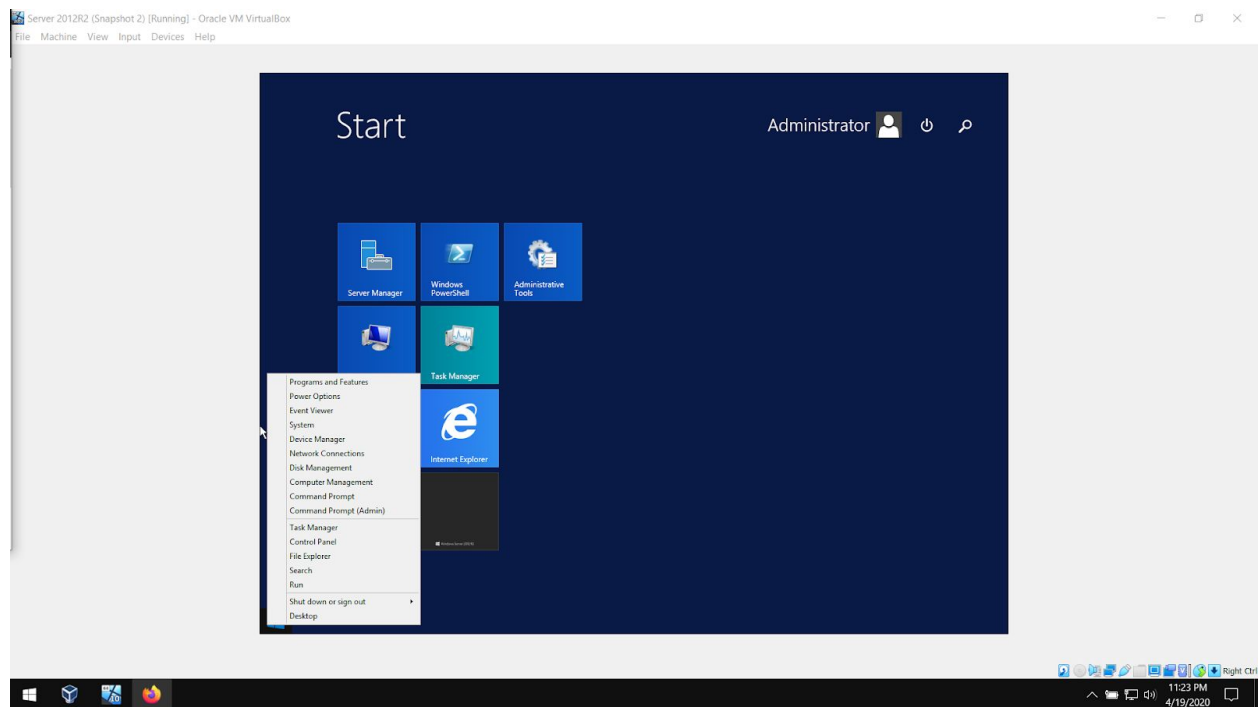 Server 2012R2 (Snapshot 2) [Running] - Oracle VM VirtualBox
File Machine View Input Devices Help
Start
Administrator
Server Manager
Windows PowerShell
Administrative Tools
Task Manager
Internet Explorer
Programs and Features
Power Options
Event Viewer
System
Device Manager
Network Connections
Disk Management
Computer Management
Command Prompt
Command Prompt (Admin)
Task Manager
Control Panel
File Explorer
Search
Run
Shut down or sign out
Desktop
Right Ctrl
11:23 PM
4/19/2020